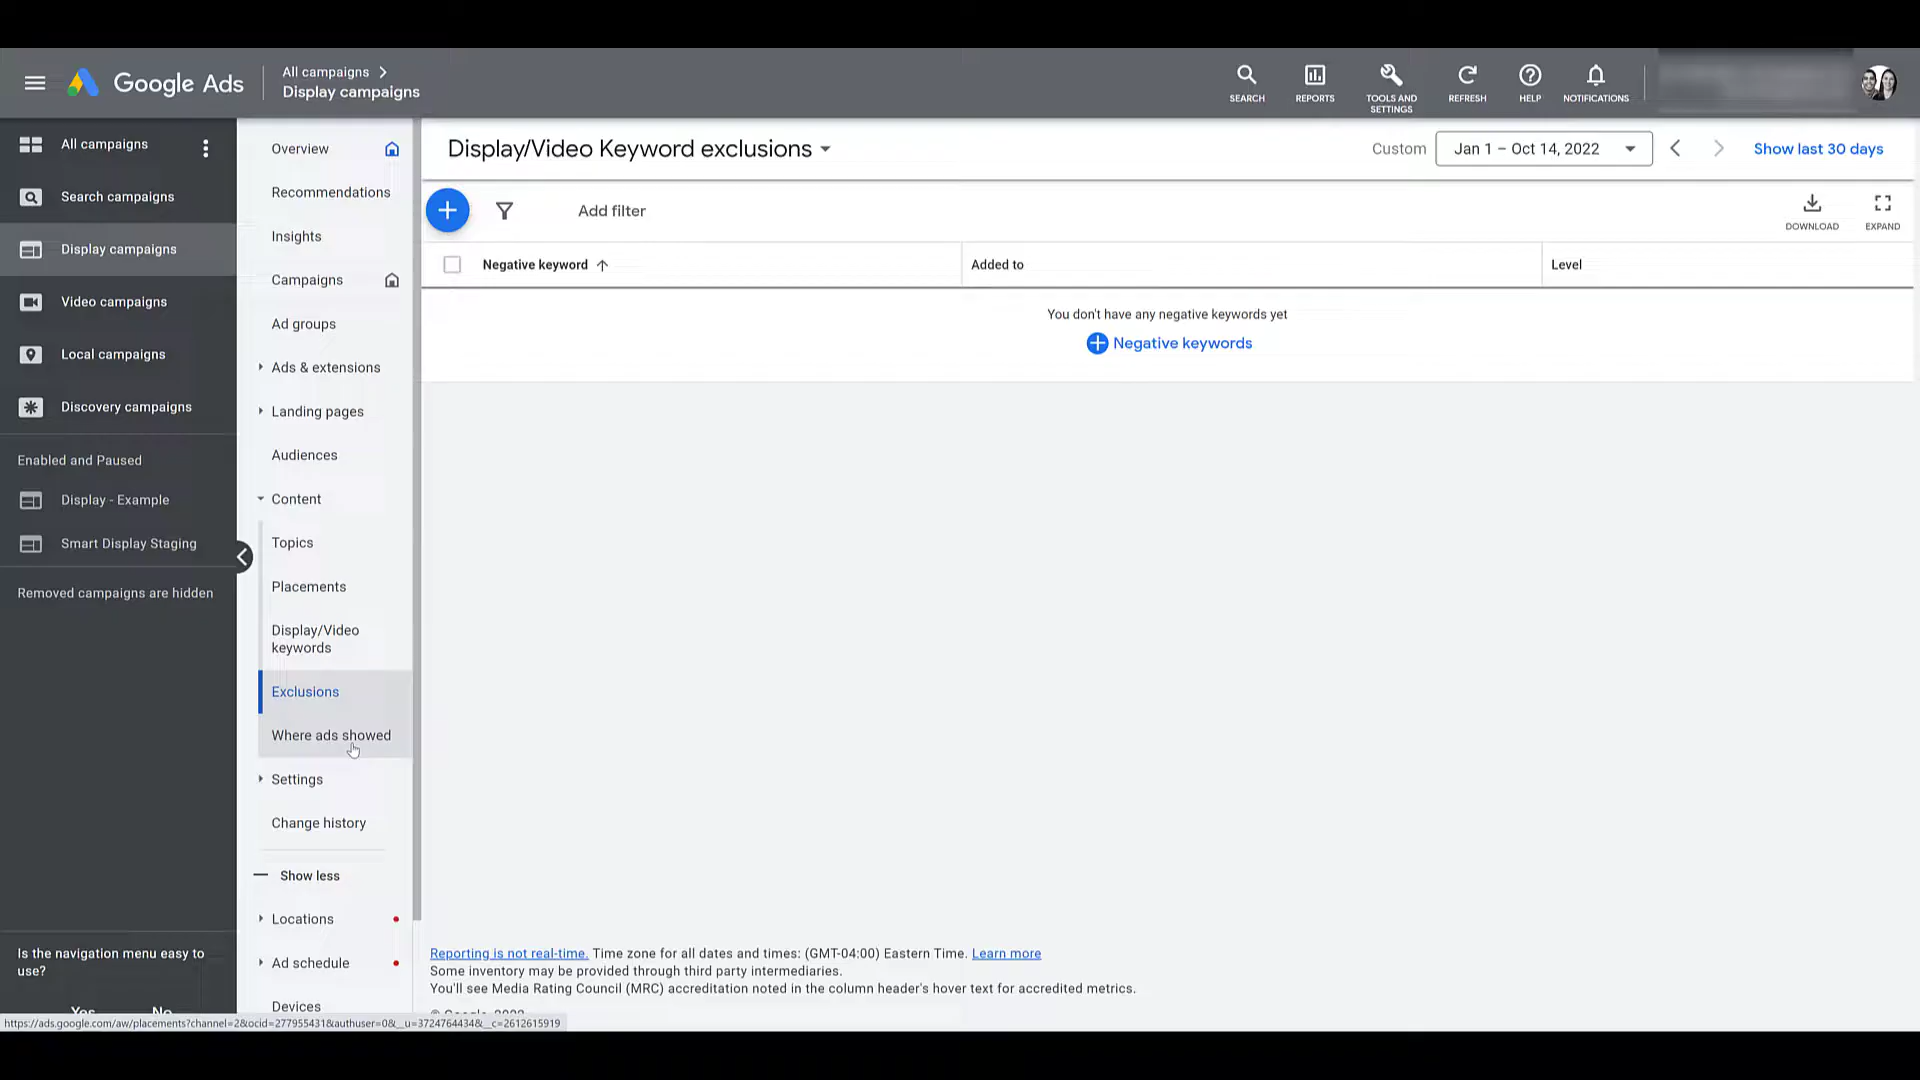 Google Ads
All campaigns
Display campaigns
SEARCH
REPORTS
TOOLS AND
SETTINGS
REFRESH
HELP
NOTIFICATIONS
All campaigns
Search campaigns
Display campaigns
Video campaigns
Local campaigns
Discovery campaigns
Enabled and Paused
Display - Example
Smart Display Staging
Removed campaigns are hidden
Is the navigation menu easy to
use?
Yes
No
Overview
Recommendations
Insights
Campaigns
Ad groups
Ads & extensions
Landing pages
Audiences
Content
Topics
Placements
Display/Video
keywords
Exclusions
Where ads showed
Settings
Change history
Show less
Locations
Ad schedule
Devices
Display/Video Keyword exclusions
Custom
Jan 1 – Oct 14, 2022
Show last 30 days
Add filter
DOWNLOAD
EXPAND
Negative keyword
Added to
Level
You don't have any negative keywords yet
Negative keywords
Reporting is not real-time. Time zone for all dates and times: (GMT-04:00) Eastern Time. Learn more
Some inventory may be provided through third party intermediaries.
You'll see Media Rating Council (MRC) accreditation noted in the column header's hover text for accredited metrics.
© Google, 2022
https://ads.google.com/aw/placements?channel=2&ocid=277955431&authuser=0&__u=3724764434&__c=2612615919